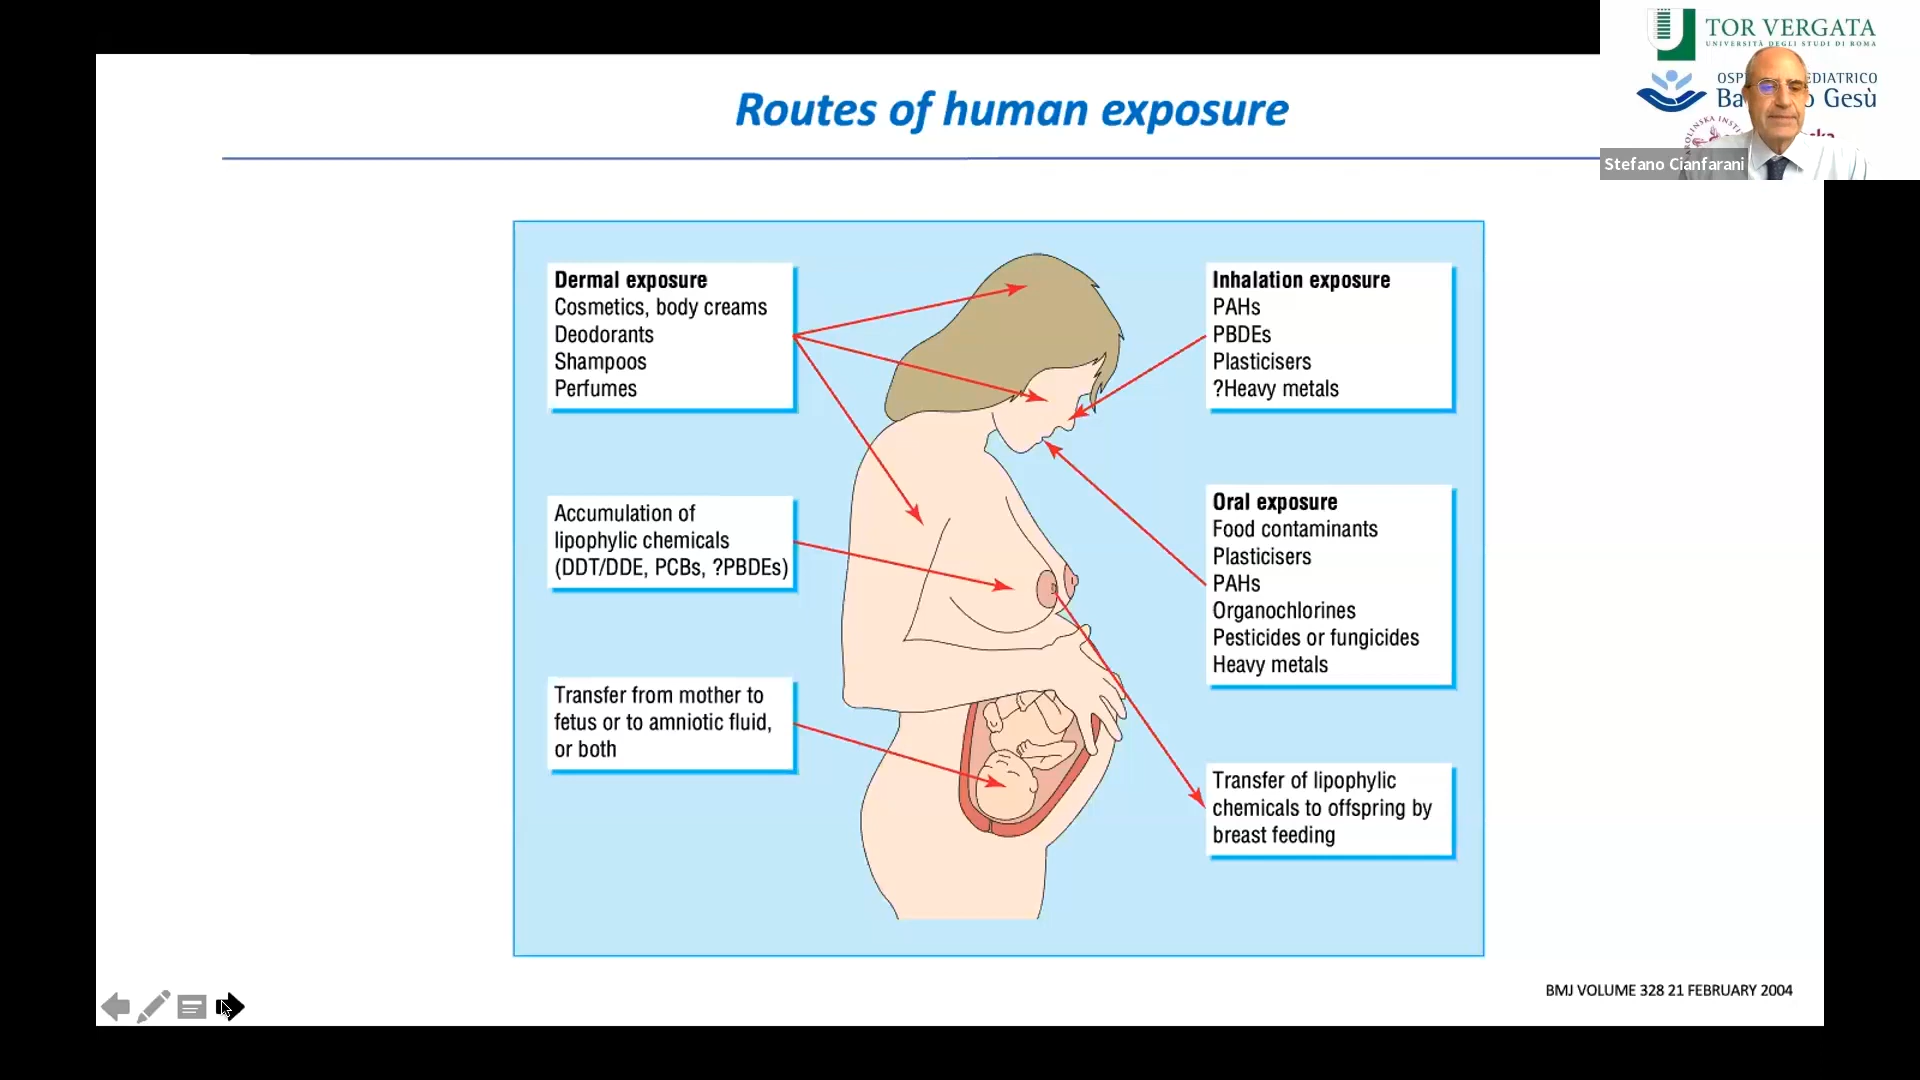 Routes of human exposure
TOR VERGATA
UNIVERSITÀ DEGLI STUDI DI ROMA
Gesù
Stefano Cianfarani
Dermal exposure
Cosmetics, body creams
Deodorants
Shampoos
Perfumes
Accumulation of
lipophylic chemicals
(DDT/DDE, PCBs, ?PBDEs)
Transfer from mother to
fetus or to amniotic fluid,
or both
Inhalation exposure
PAHs
PBDEs
Plasticisers
?Heavy metals
Oral exposure
Food contaminants
Plasticisers
PAHs
Organochlorines
Pesticides or fungicides
Heavy metals
Transfer of lipophylic
chemicals to offspring by
breast feeding
BMJ VOLUME 328 21 FEBRUARY 2004